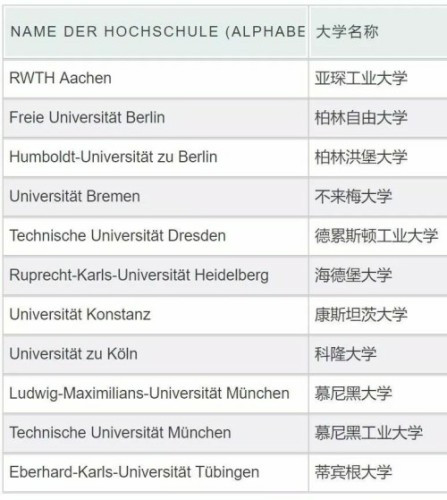 NAME DER HOCHSCHULE (ALPHABE 大学名称
RWTH Aachen 亚琛工业大学
Freie Universität Berlin 柏林自由大学
Humboldt-Universität zu Berlin 柏林洪堡大学
Universität Bremen 不来梅大学
Technische Universität Dresden 德累斯顿工业大学
Ruprecht-Karls-Universität Heidelberg 海德堡大学
Universität Konstanz 康斯坦茨大学
Universität zu Köln 科隆大学
Ludwig-Maximilians-Universität München 慕尼黑大学
Technische Universität München 慕尼黑工业大学
Eberhard-Karls-Universität Tübingen 蒂宾根大学